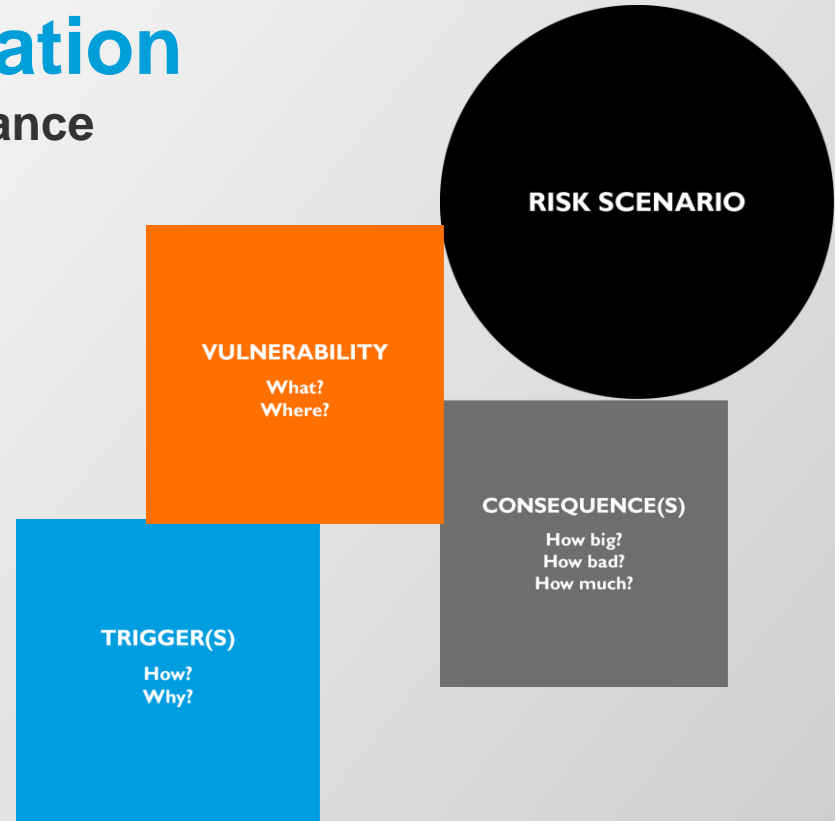 ation
ance
RISK SCENARIO
VULNERABILITY
What?
Where?
CONSEQUENCE(S)
How big?
How bad?
How much?
TRIGGER(S)
How?
Why?